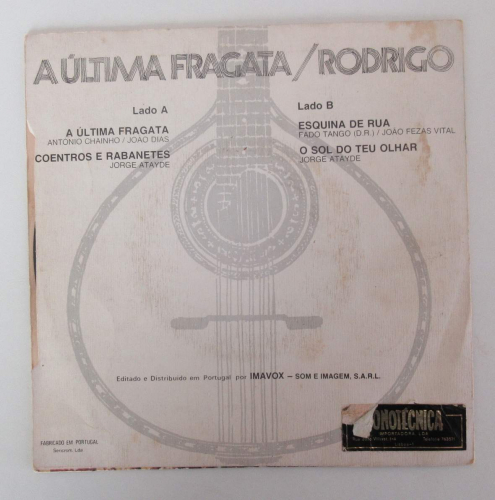 A ÚLTIMA FRAGATA / RODRIGO
Lado A
A ÚLTIMA FRAGATA
ANTÓNIO CHAINHO / JOÃO DIAS
COENTROS E RABANETES
JORGE ATAYDE
Lado B
ESQUINA DE RUA
FADO TANGO (D.R.) / JOÃO PEZAS VITAL
O SOL DO TEU OLHAR
JORGE ATAYDE
Editado e Distribuido em Portugal por IMAVOX – SOM E IMAGEM, S.A.R.L.
FABRICADO EM PORTUGAL
ONOTÉCNICA